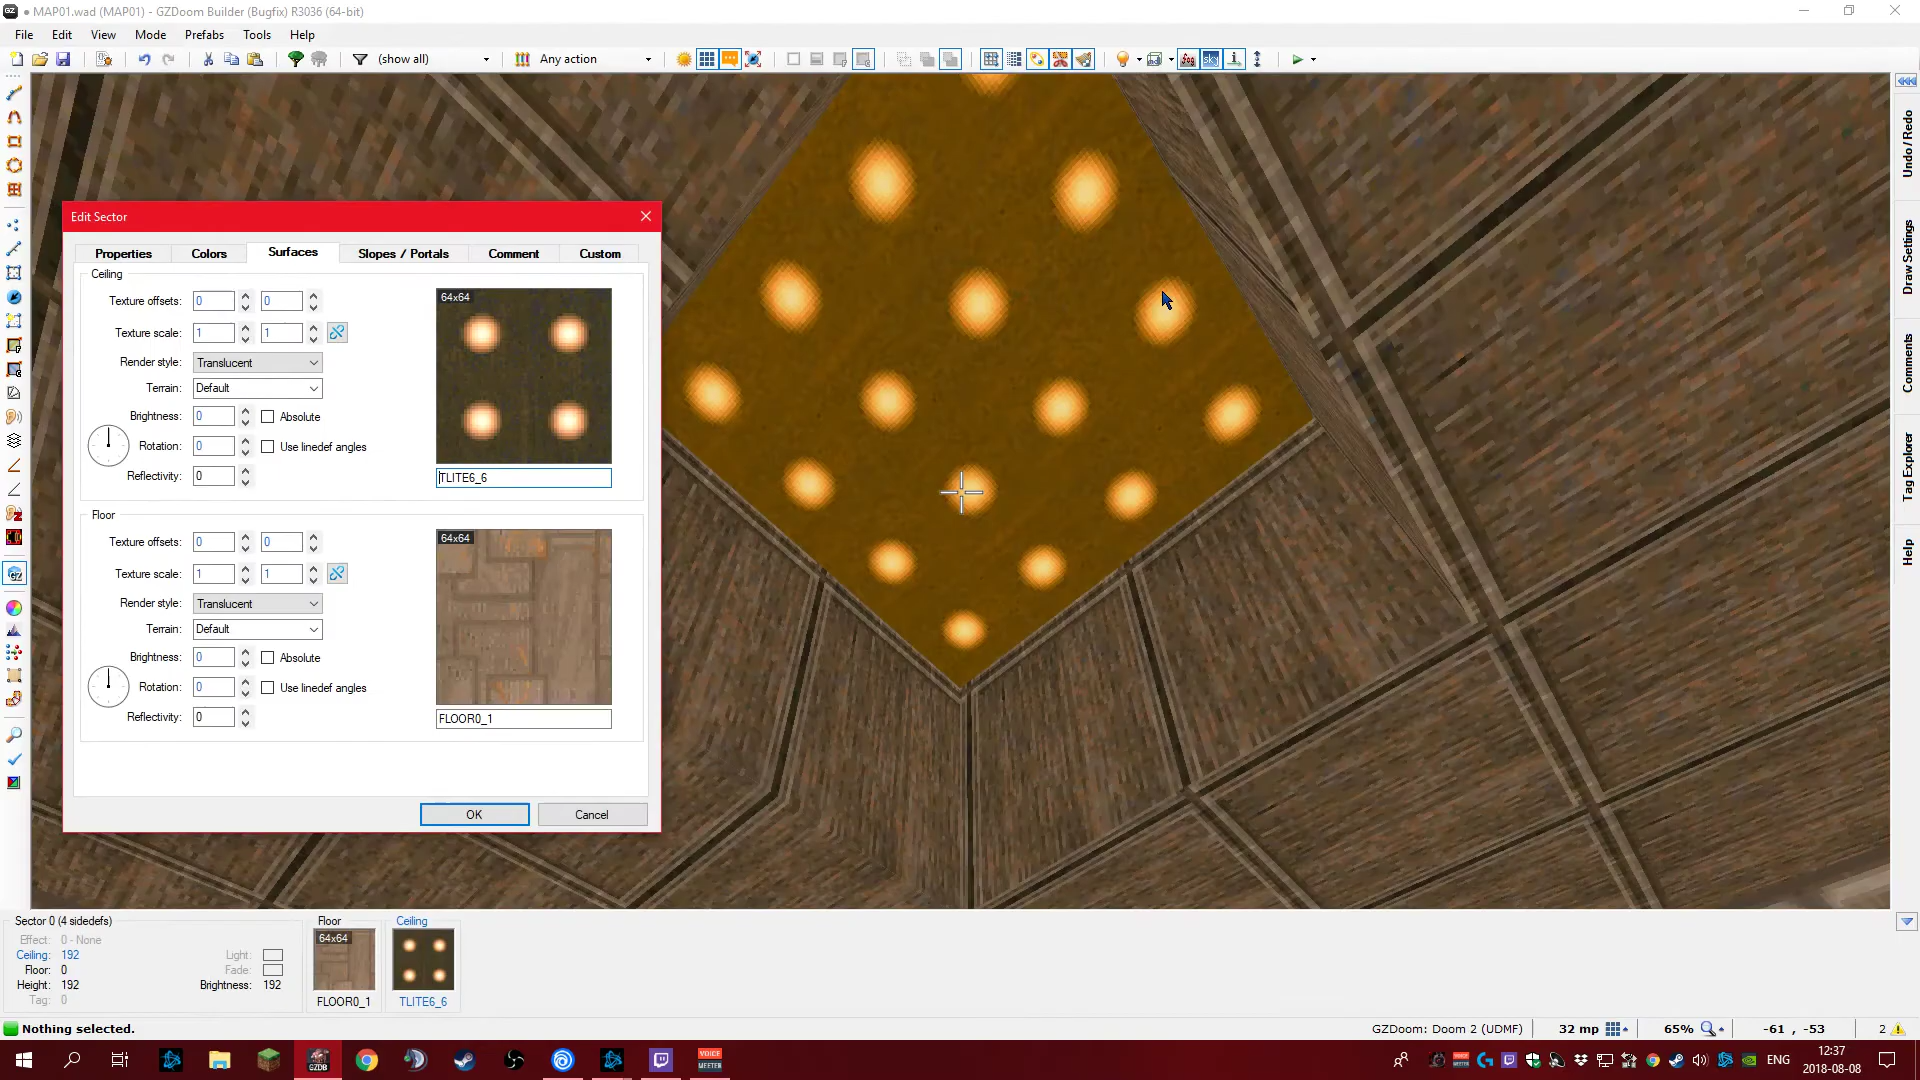 • MAP01.wad (MAP01) - GZDoom Builder (Bugfix) R3036 (64-bit)
File Edit View Mode Prefabs Tools Help
(show all) Any action
Edit Sector
Properties Colors Surfaces Slopes / Portals Comment Custom
Ceiling
Texture offsets: 0 0
64x64
Texture scale: 1 1
Render style: Translucent
Terrain: Default
Brightness: 0 Absolute
Rotation: 0 Use linedef angles
Reflectivity: 0
TLITE6_6
Floor
Texture offsets: 0 0
64x64
Texture scale: 1 1
Render style: Translucent
Terrain: Default
Brightness: 0 Absolute
Rotation: 0 Use linedef angles
Reflectivity: 0
FLOOR0_1
OK Cancel
Undo / Redo
Draw Settings
Comments
Tag Explorer
Help
Sector 0 (4 sidedefs)
Effect: 0 - None
Ceiling: 192 Light:
Floor: 0 Fade:
Height: 192 Brightness: 192
Tag: 0
Floor
64x64
FLOOR0_1
Ceiling
TLITE6_6
Nothing selected.
GZDoom: Doom 2 (UDMF) 32 mp 65% -61 , -53 2
GZDB
VOICE MEETER
ENG
12:37
2018-08-08